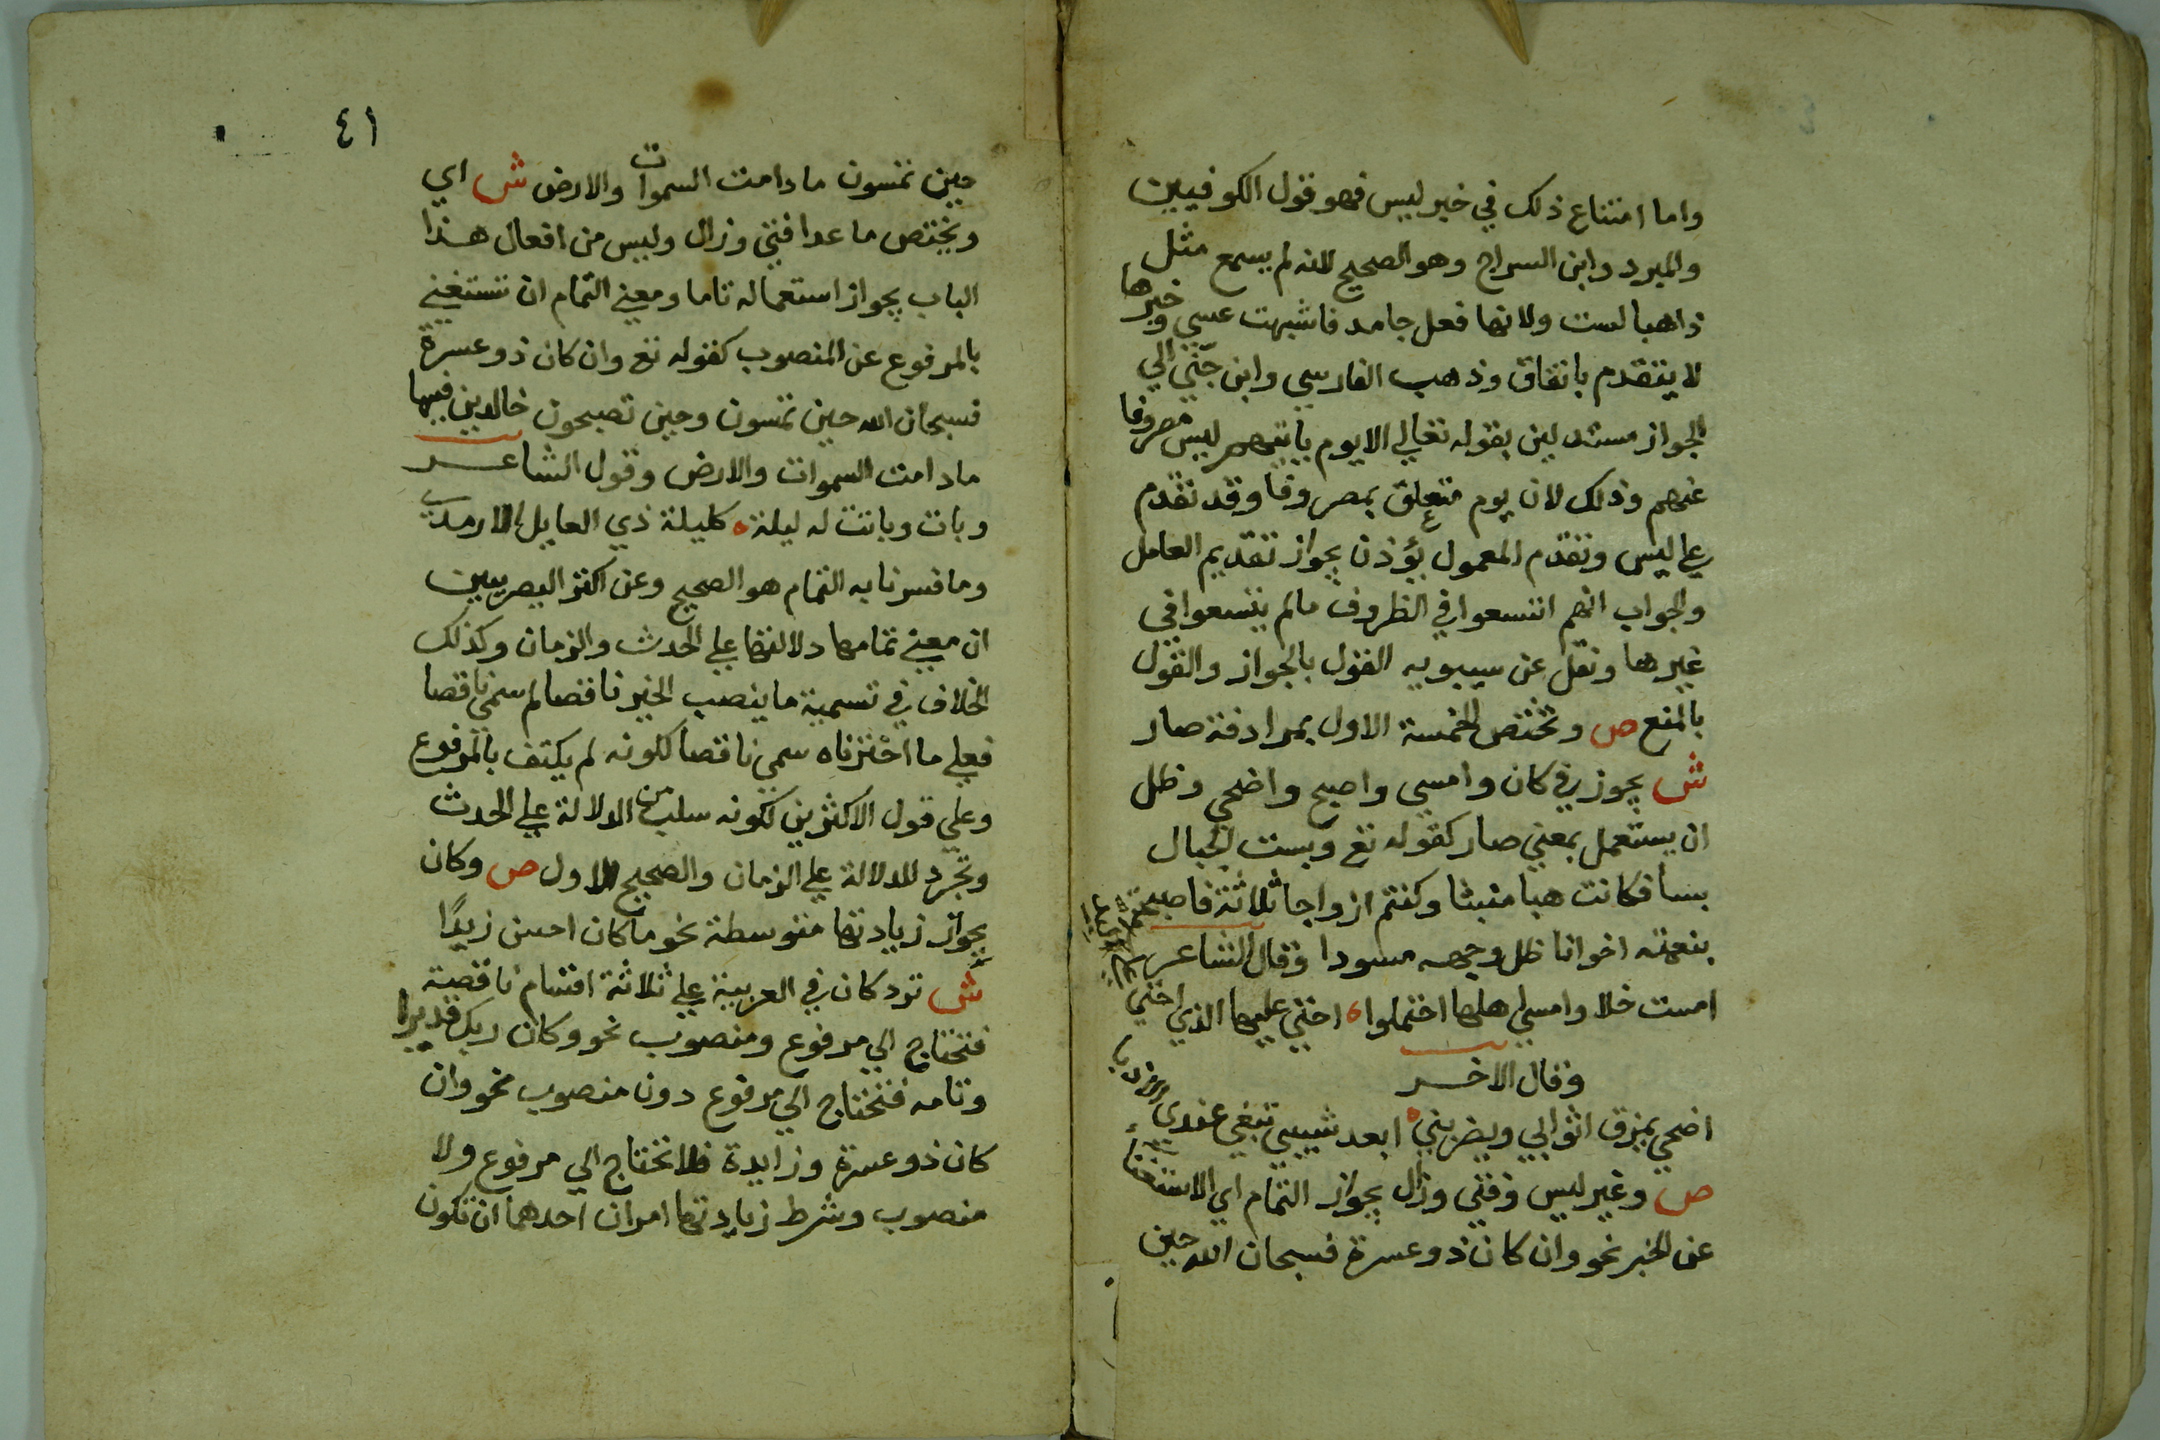 واما امتناع ذلك في خبر ليس فهو قول الكوفيين
والمبرد وابن السراج وهو الصحيح لانه لم يسمع مثل
ذاهبا لست ولانها فعل جامد فاشبهت عسي وخبرها
لا يتقدم باتفاق وذهب الفارسي وابن جني الي
الجواز مستدلين بقوله تعالي الا يوم ياتيهم ليس مصروفا
عنهم وذلك لان يوم متعلق بمصروفا وقد تقدم
علي ليس وتقدم المعمول يؤذن بجواز تقديم العامل
والجواب انهم اتسعوا في الظروف مالم يتسعوا في
غيرها ونقل عن سيبويه القول بالجواز والقول
بالمنع ص وتختص الخمسة الاول بمرادفة صار
ش يجوز في كان وامسي واصبح واضحي وظل
ان يستعمل بمعني صار كقوله تع وبست الجبال
بسا فكانت هبا منبثا وكنتم ازواجا ثلاثة فاصبحتم
بنعمته اخوانا ظل وجهه مسودا وقال الشاعر
امست خلا وامسي اهلها احتملوا ه اخني عليها الذي اخني
علي لبد
وقال الاخر
اضحي يمزق اثوابي ويضربني ه ابعد شيبي تبغي عندي
الادبا
ص وغير ليس وفتي وزال بجواز التمام اي الاستغناء
عن الخبر نحو وان كان ذو عسرة فسبحان الله حين
٤١
حين تمسون ما دامت السموات والارض ش اي
ويختص ما عدا فتئ وزال وليس من افعال هذا
الباب بجواز استعماله تاما ومعني التمام ان تستغني
بالمرفوع عن المنصوب كقوله تع وان كان ذو عسرة
فسبحان الله حين تمسون وحين تصبحون خالدين فيها
ما دامت السموات والارض وقول الشاعر
وبات وباتت له ليلة ه كليلة ذي العاير الارمد
وما فسرنا به التمام هو الصحيح وعن اكثر البصريين
ان معني تمامها دلالتها علي الحدث والزمان وكذلك
الخلاف في تسمية ما ينصب الخبر ناقصا لم سمي ناقصا
فعلي ما اخترناه سمي ناقصا لكونه لم يكتف بالمرفوع
وعلي قول الاكثرين لكونه سلب من الدلالة علي الحدث
وتجرد للدلالة علي الزمان والصحيح الاول ص وكان
بجواز زيادتها متوسطة نحو ما كان احسن زيدًا
ش ترد كان في العربية علي ثلاثة اقسام ناقصة
فتحتاج الي مرفوع ومنصوب نحو وكان ربك قديرا
وتامه فتحتاج الي مرفوع دون منصوب نحو وان
كان ذو عسرة وزايدة فلا تحتاج الي مرفوع ولا
منصوب وشرط زيادتها امران احدهما ان تكون